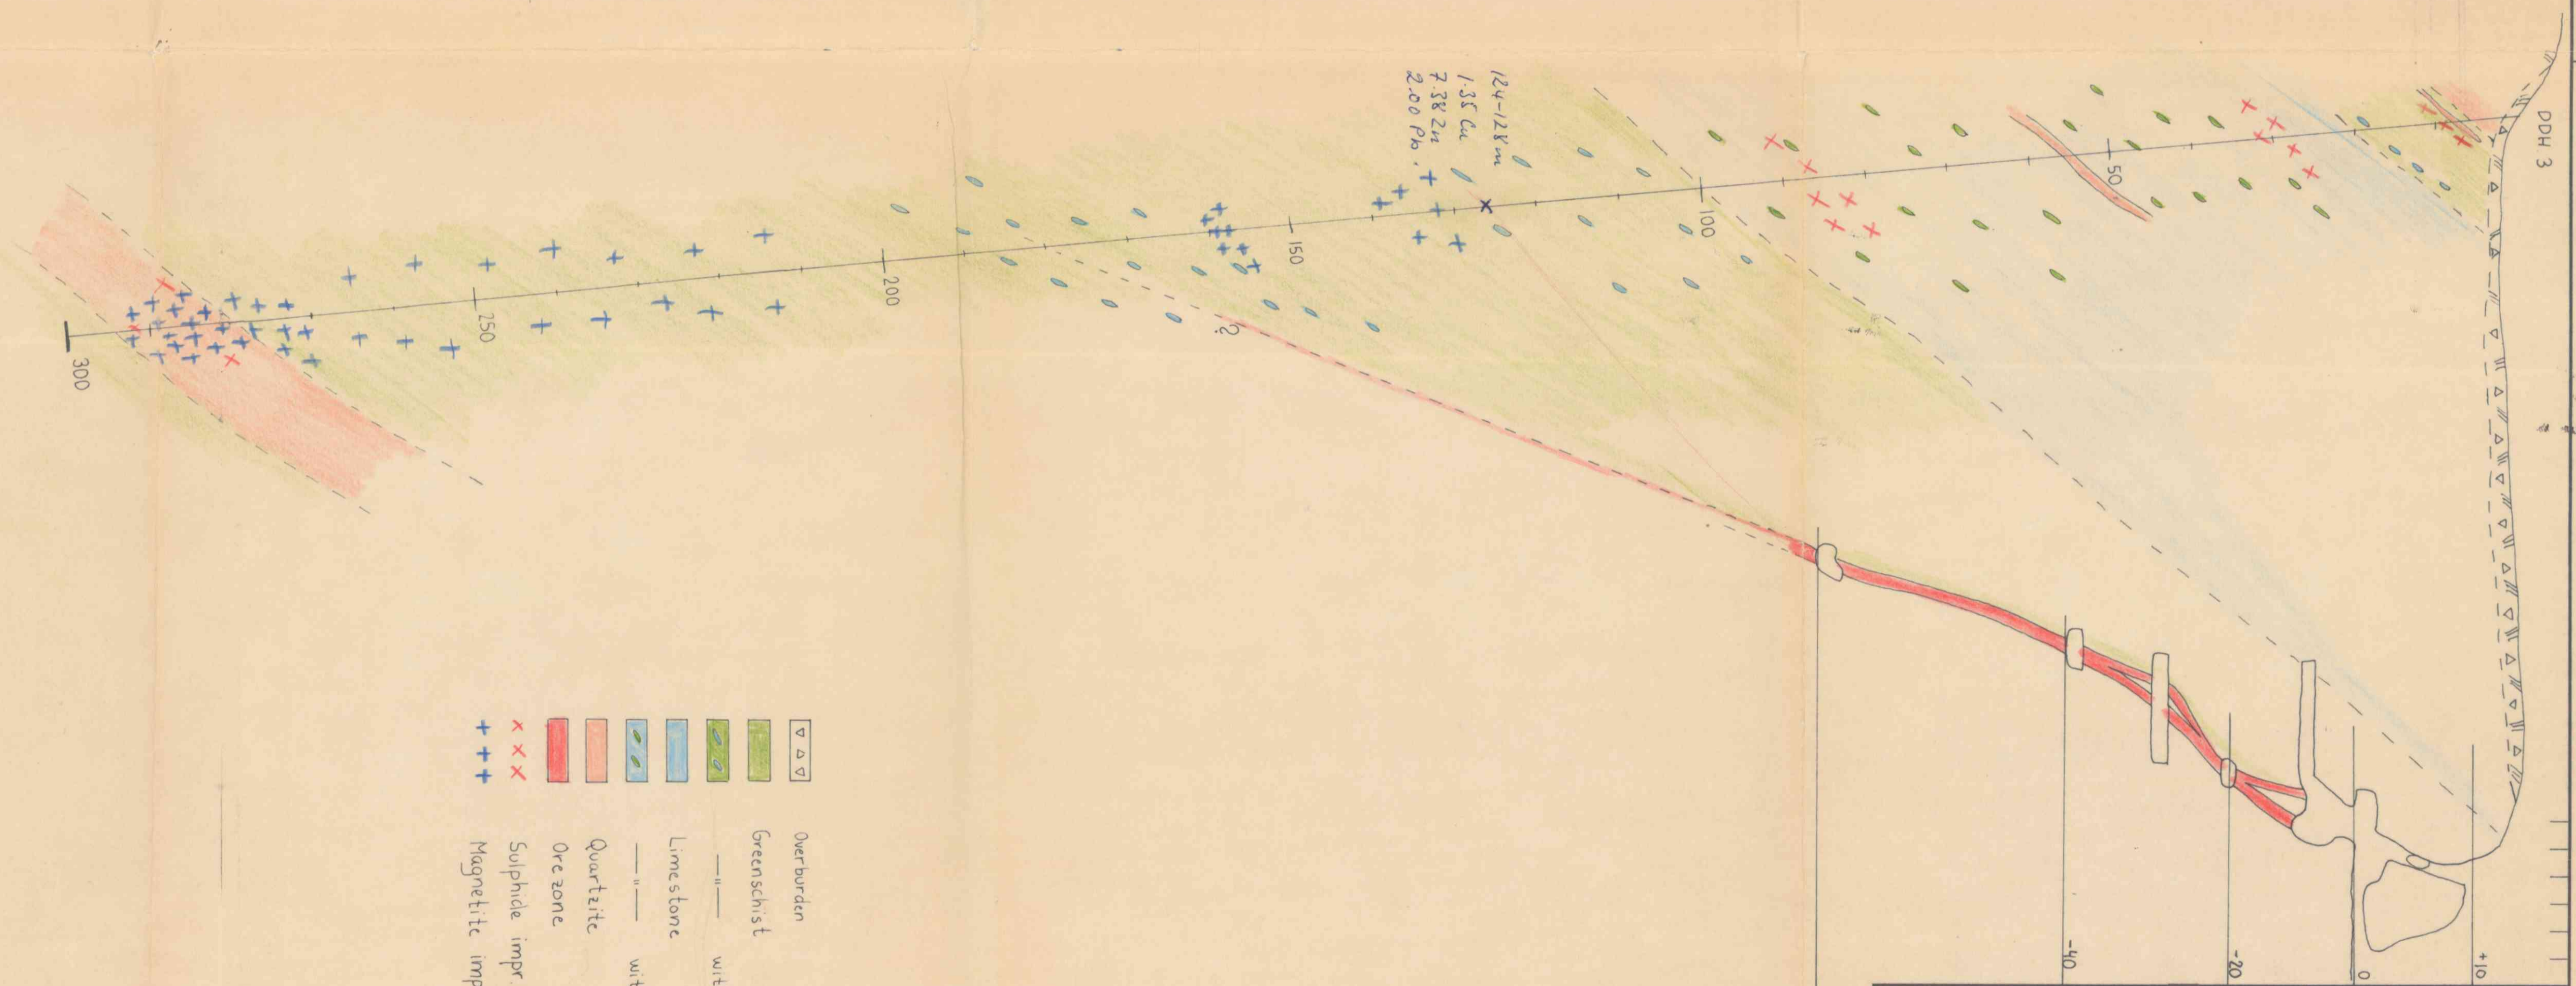 DDH 3
50
100
150
200
250
300
124-128 m
1.35 Cu
7.38 Zn
2.00 Pb.
?
+10
0
-20
-40
Overburden
Greenschist
—"— wit
Limestone
—"— wit
Quartzite
Ore zone
Sulphide impr.
Magnetite imp